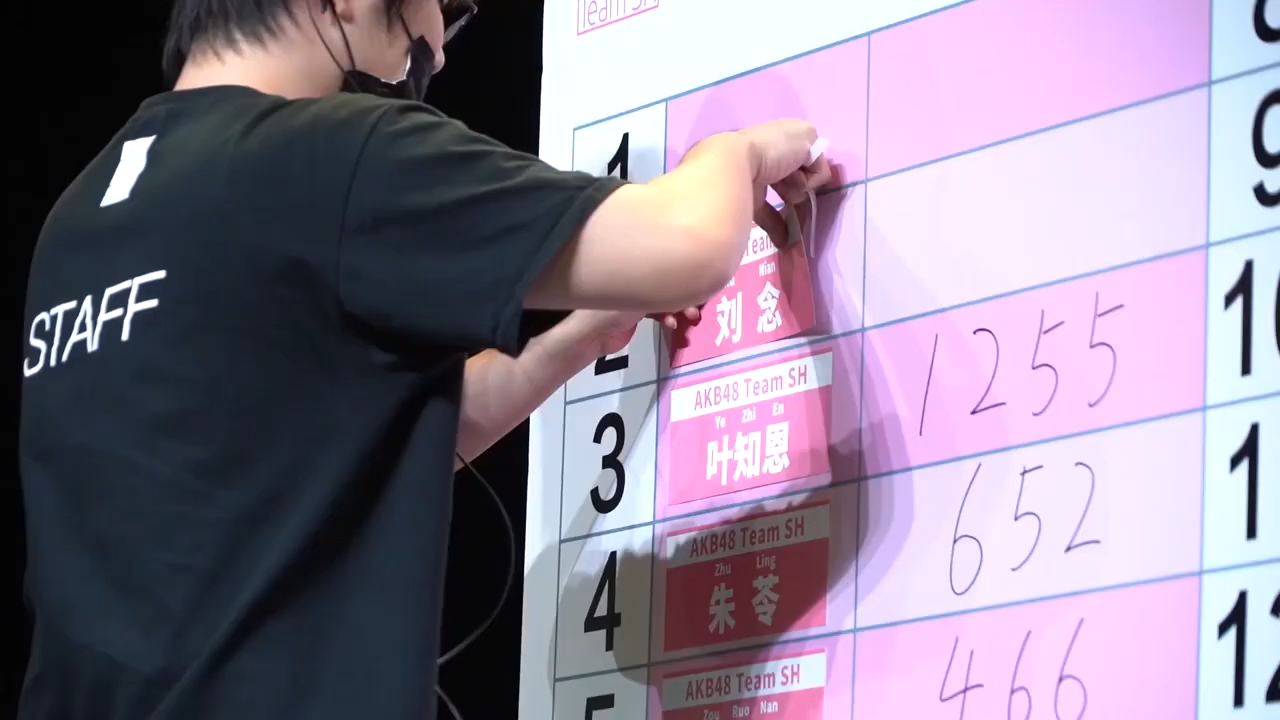 Team SH
STAFF
1
Team
Nian
刘 念
2
3
AKB48 Team SH
Ye Zhi En
叶知恩
1255
4
AKB48 Team SH
Zhu Ling
朱 苓
652
5
AKB48 Team SH
Zou Ruo Nan
466
9
10
1
12